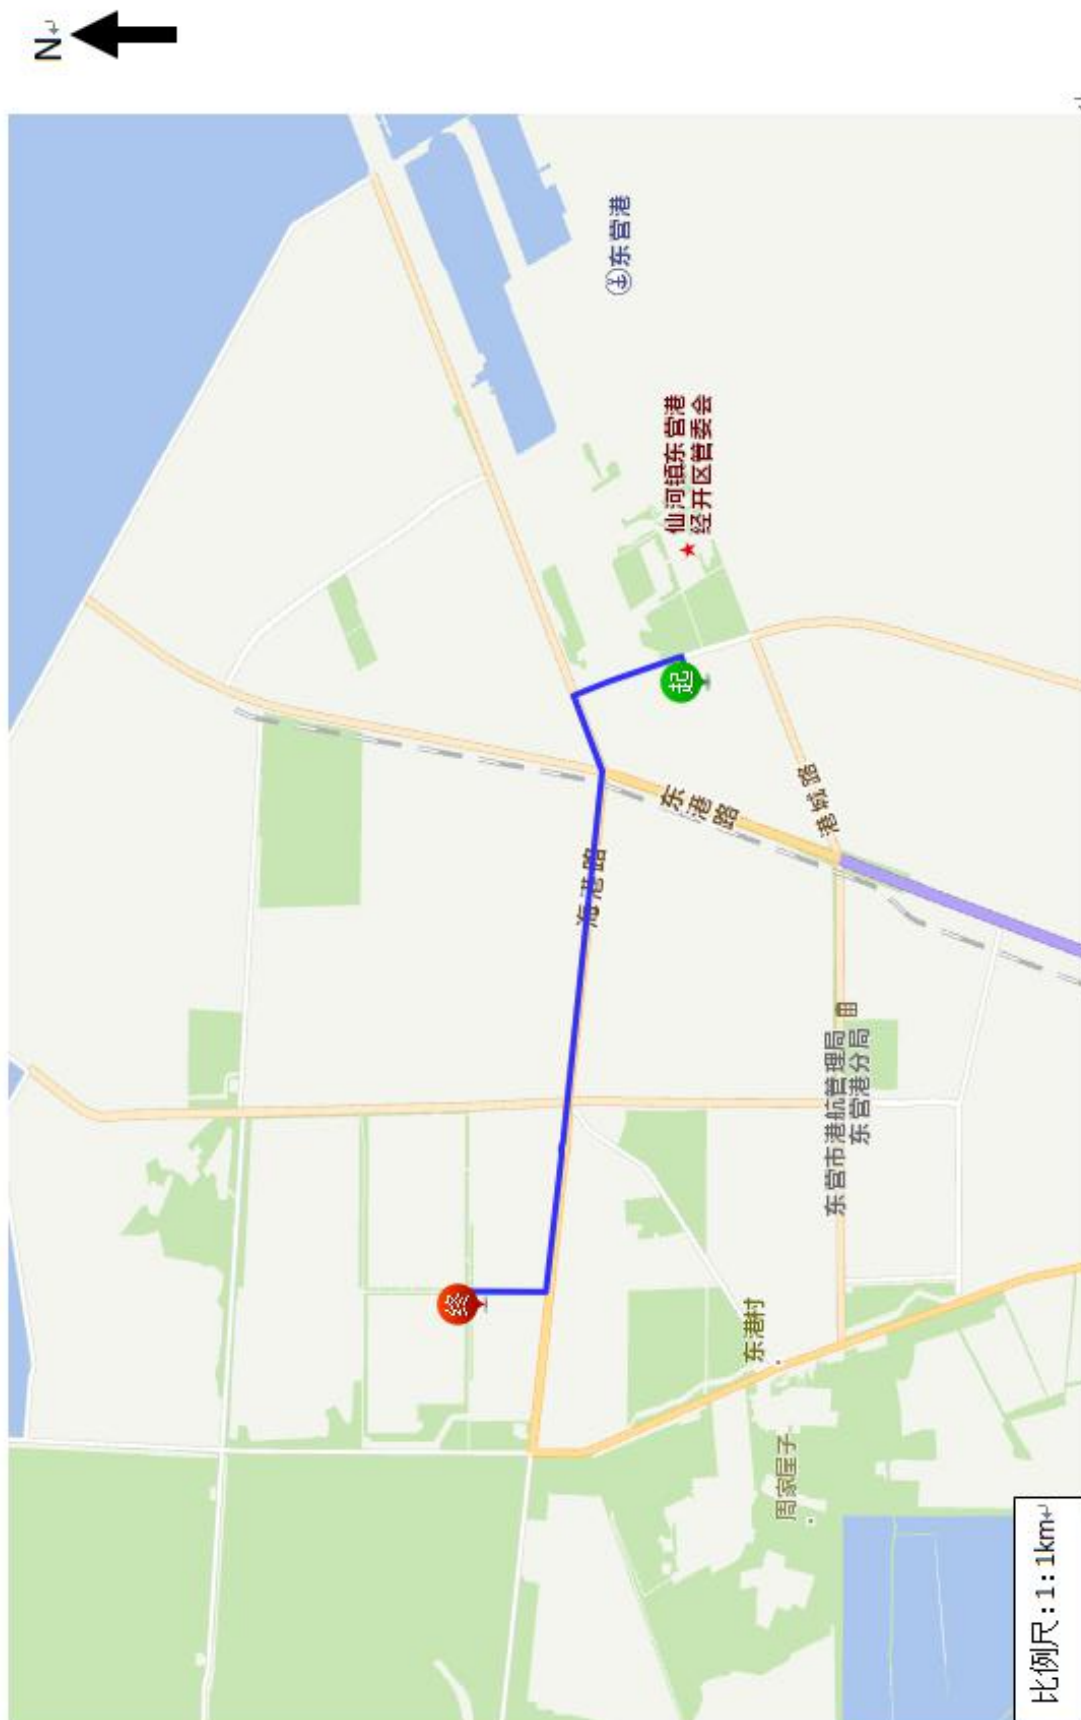 N
东营港
仙河镇东营港
经开区管委会
起
港城路
东港路
海港路
东营市港航管理局
东营港分局
终
东港村
周家屋子
比例尺:1:1km